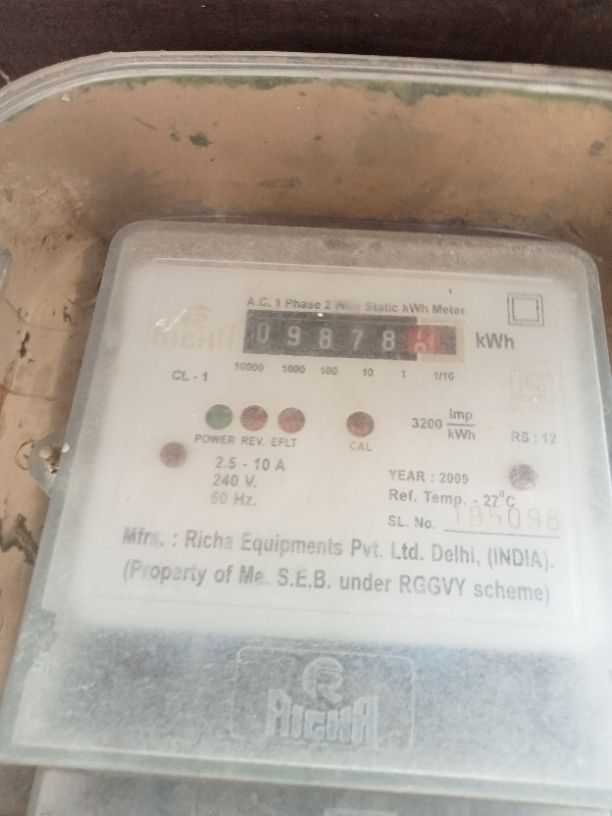 A.C. 1 Phase 2 Wire Static kWh Meter.
RICHA
09878 kWh
CL - 1
10000 1000 100 10 1 1/10
3200 imp/kWh
RS : 12
POWER REV. EFLT
CAL
2.5 - 10 A
240 V.
50 Hz.
YEAR : 2009
Ref. Temp. - 27°C
SL. No. 185098
Mfrs. : Richa Equipments Pvt. Ltd. Delhi, (INDIA).
(Property of Me. S.E.B. under RGGVY scheme)
RICHA